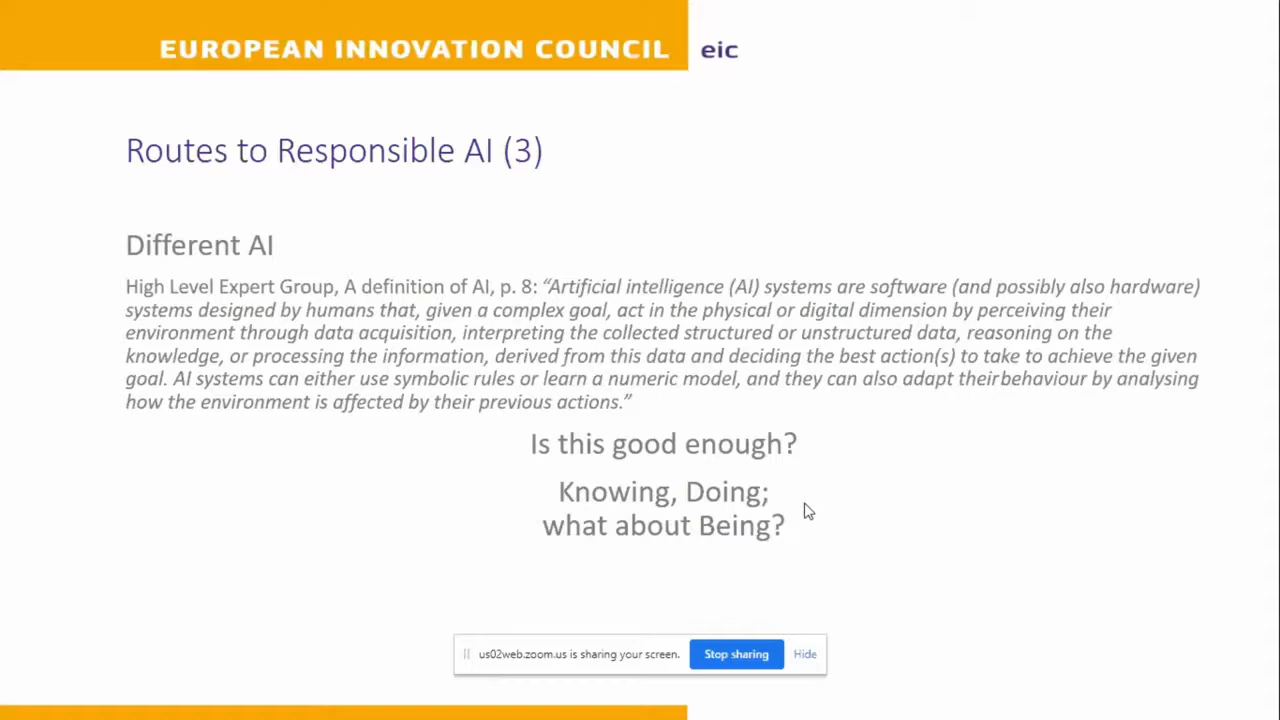 EUROPEAN INNOVATION COUNCIL eic
Routes to Responsible AI (3)
Different AI
High Level Expert Group, A definition of AI, p. 8: “Artificial intelligence (AI) systems are software (and possibly also hardware)
systems designed by humans that, given a complex goal, act in the physical or digital dimension by perceiving their
environment through data acquisition, interpreting the collected structured or unstructured data, reasoning on the
knowledge, or processing the information, derived from this data and deciding the best action(s) to take to achieve the given
goal. AI systems can either use symbolic rules or learn a numeric model, and they can also adapt their behaviour by analysing
how the environment is affected by their previous actions.”
Is this good enough?
Knowing, Doing;
what about Being?
us02web.zoom.us is sharing your screen. Stop sharing Hide